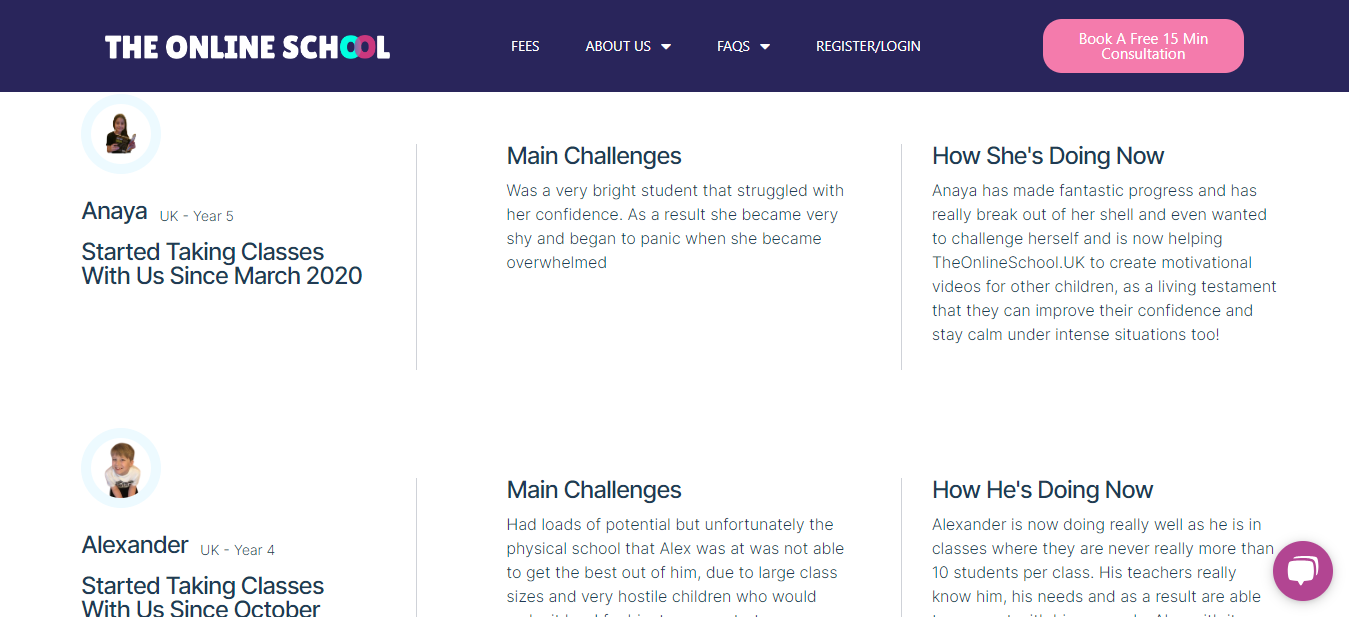 THE ONLINE SCHOOL
FEES
ABOUT US
FAQS
REGISTER/LOGIN
Book A Free 15 Min
Consultation
Anaya UK - Year 5
Started Taking Classes
With Us Since March 2020
Main Challenges
Was a very bright student that struggled with
her confidence. As a result she became very
shy and began to panic when she became
overwhelmed
How She's Doing Now
Anaya has made fantastic progress and has
really break out of her shell and even wanted
to challenge herself and is now helping
TheOnlineSchool.UK to create motivational
videos for other children, as a living testament
that they can improve their confidence and
stay calm under intense situations too!
Alexander UK - Year 4
Started Taking Classes
With Us Since October
Main Challenges
Had loads of potential but unfortunately the
physical school that Alex was at was not able
to get the best out of him, due to large class
sizes and very hostile children who would
How He's Doing Now
Alexander is now doing really well as he is in
classes where they are never really more than
10 students per class. His teachers really
know him, his needs and as a result are able